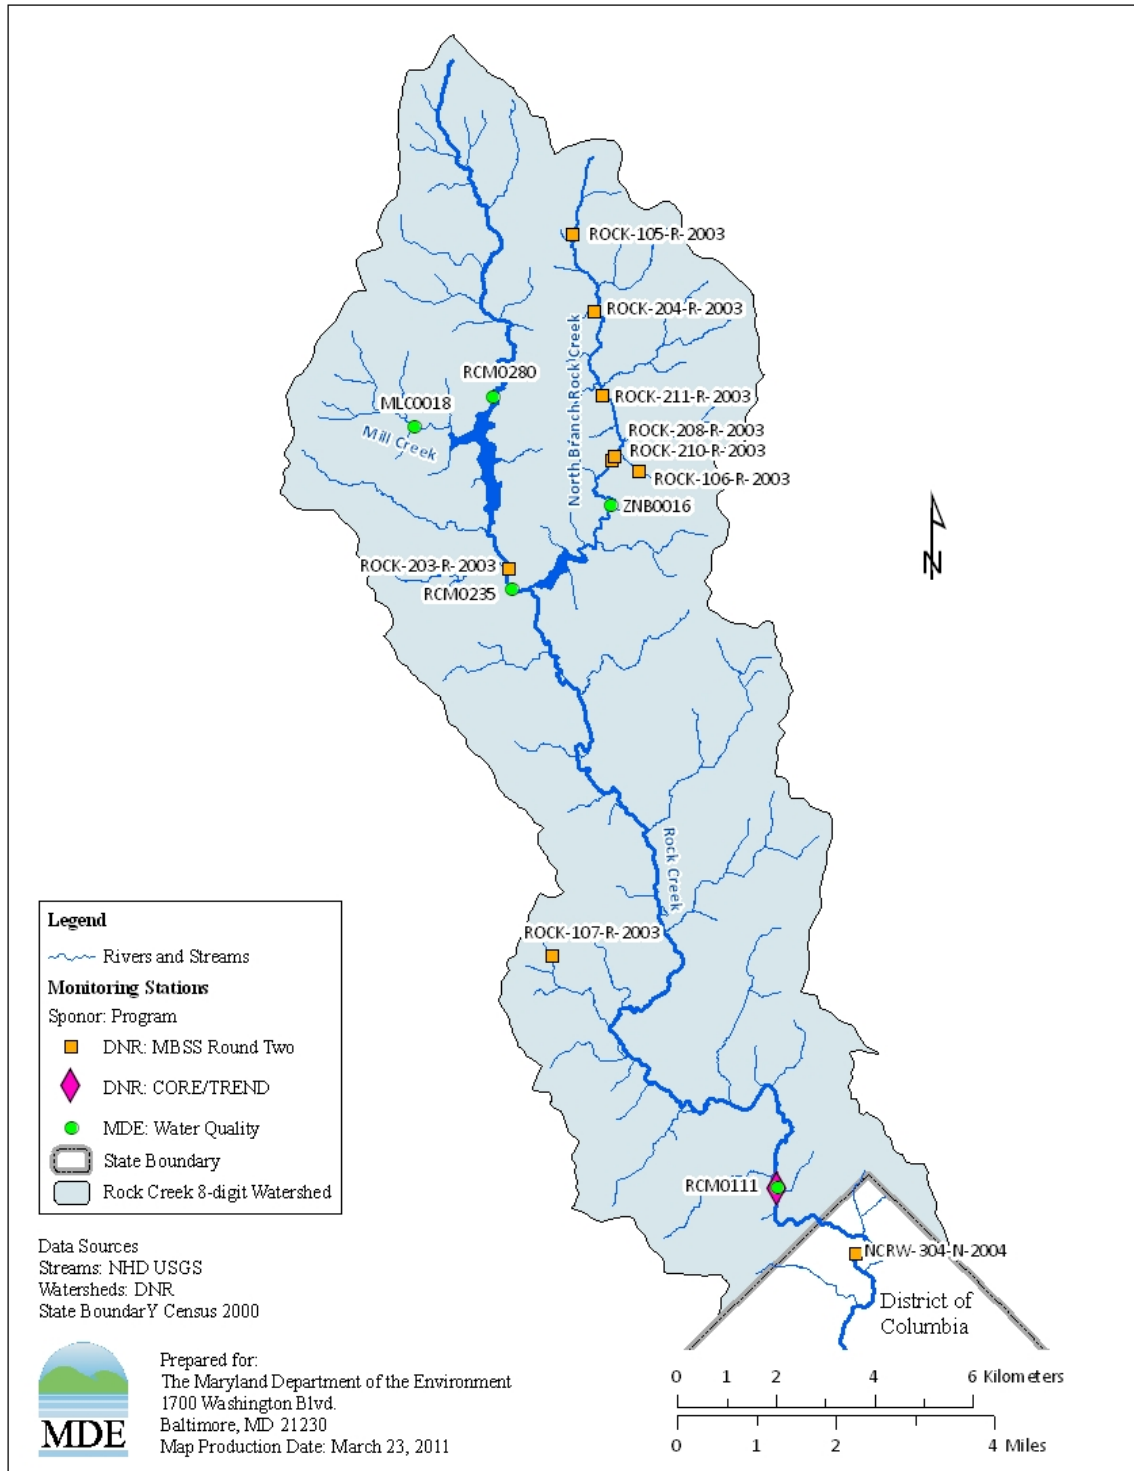 ROCK-105-R-2003
ROCK-204-R-2003
North Branch Rock Creek
RCM0280
ROCK-211-R-2003
MLC0018
Mill Creek
ROCK-208-R-2003
ROCK-210-R-2003
ROCK-106-R-2003
ZNB0016
N
ROCK-203-R-2003
RCM0235
Rock Creek
ROCK-107-R-2003
Legend
Rivers and Streams
Monitoring Stations
Sponor: Program
DNR: MBSS Round Two
DNR: CORE/TREND
MDE: Water Quality
State Boundary
Rock Creek 8-digit Watershed
RCM0111
NCRW-304-N-2004
District of
Columbia
Data Sources
Streams: NHD USGS
Watersheds: DNR
State BoundarY Census 2000
MDE
Prepared for:
The Maryland Department of the Environment
1700 Washington Blvd.
Baltimore, MD 21230
Map Production Date: March 23, 2011
0 1 2 4 6 Kilometers
0 1 2 4 Miles